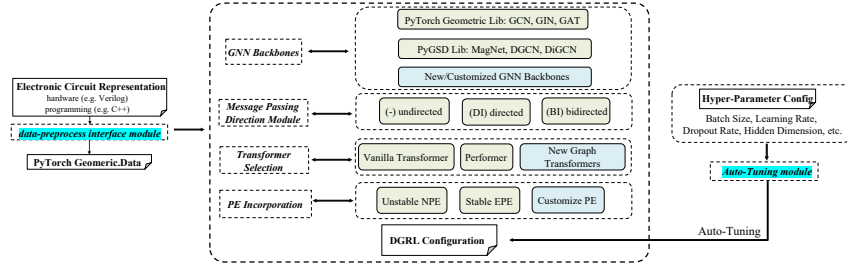 Electronic Circuit Representation
hardware (e.g. Verilog)
programming (e.g. C++)
data-preprocess interface module
PyTorch Geomeric.Data
GNN Backbones
PyTorch Geometric Lib: GCN, GIN, GAT
PyGSD Lib: MagNet, DGCN, DiGCN
New/Customized GNN Backbones
Message Passing
Direction Module
(-) undirected
(DI) directed
(BI) bidirected
Transformer
Selection
Vanilla Transformer
Performer
New Graph
Transformers
PE Incorporation
Unstable NPE
Stable EPE
Customize PE
DGRL Configuration
Hyper-Parameter Config
Batch Size, Learning Rate,
Dropout Rate, Hidden Dimension, etc.
Auto-Tuning module
Auto-Tuning